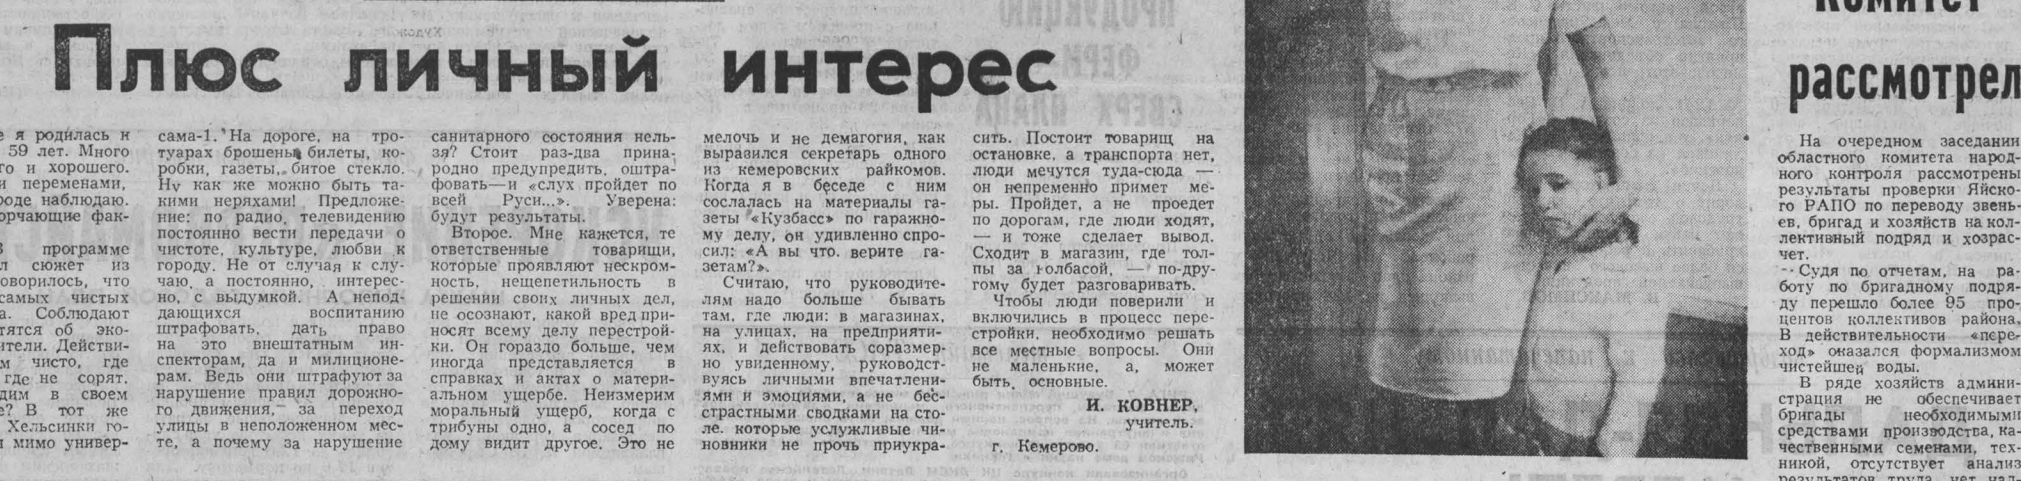 Плюс личный интерес
е я родилась и
59 лет. Много
го и хорошего.
и переменами,
роде наблюдаю.
орчающие фак-
В программе
л сюжет из
оворилось, что
самых чистых
а. Соблюдают
тятся об эко-
ители. Действи-
м чисто, где
где не сорят.
дим в своем
е? В тот же
Хельсинки го-
л мимо универ-
сама-1. На дороге, на тро-
туарах брошены билеты, ко-
робки, газеты, битое стекло.
Ну как же можно быть та-
кими неряхами! Предложе-
ние: по радио, телевидению
постоянно вести передачи о
чистоте, культуре, любви к
городу. Не от случая к слу-
чаю, а постоянно, интерес-
но, с выдумкой. А непод-
дающихся воспитанию
штрафовать, дать право
на это внештатным ин-
спекторам, да и милиционе-
рам. Ведь они штрафуют за
нарушение правил дорожно-
го движения, за переход
улицы в неположенном мес-
те, а почему за нарушение
санитарного состояния нель-
зя? Стоит раз-два прина-
родно предупредить, оштра-
фовать—и «слух пройдет по
всей Руси...». Уверена:
будут результаты.
Второе. Мне кажется, те
ответственные товарищи,
которые проявляют нескром-
ность, нещепетильность в
решении своих личных дел,
не осознают, какой вред при-
носят всему делу перестрой-
ки. Он гораздо больше, чем
иногда представляется в
справках и актах о матери-
альном ущербе. Неизмерим
моральный ущерб, когда с
трибуны одно, а сосед по
дому видит другое. Это не
мелочь и не демагогия, как
выразился секретарь одного
из кемеровских райкомов.
Когда я в беседе с ним
сослалась на материалы га-
зеты «Кузбасс» по гаражно-
му делу, он удивленно спро-
сил: «А вы что, верите га-
зетам?».
Считаю, что руководите-
лям надо больше бывать
там, где люди: в магазинах,
на улицах, на предприяти-
ях, и действовать соразмер-
но увиденному, руководст-
вуясь личными впечатлени-
ями и эмоциями, а не бес-
страстными сводками на сто-
ле, которые услужливые чи-
новники не прочь приукра-
сить. Постоит товарищ на
остановке, а транспорта нет,
люди мечутся туда-сюда —
он непременно примет ме-
ры. Пройдет, а не проедет
по дорогам, где люди ходят,
— и тоже сделает вывод.
Сходит в магазин, где тол-
пы за колбасой, — по-дру-
гому будет разговаривать.
Чтобы люди поверили и
включились в процесс пере-
стройки, необходимо решать
все местные вопросы. Они
не маленькие, а, может
быть, основные.
И. КОВНЕР,
учитель.
г. Кемерово.
Комитет
рассмотрел
На очередном заседании
областного комитета народ-
ного контроля рассмотрены
результаты проверки Яйско-
го РАПО по переводу звень-
ев, бригад и хозяйств на кол-
лективный подряд и хозрас-
чет.
Судя по отчетам, на ра-
боту по бригадному подря-
ду перешло более 95 про-
центов коллективов района.
В действительности «пере-
ход» оказался формализмом
чистейшей воды.
В ряде хозяйств админи-
страция не обеспечивает
бригады необходимыми
средствами производства, ка-
чественными семенами, тех-
никой, отсутствует анализ
результатов труда, нет